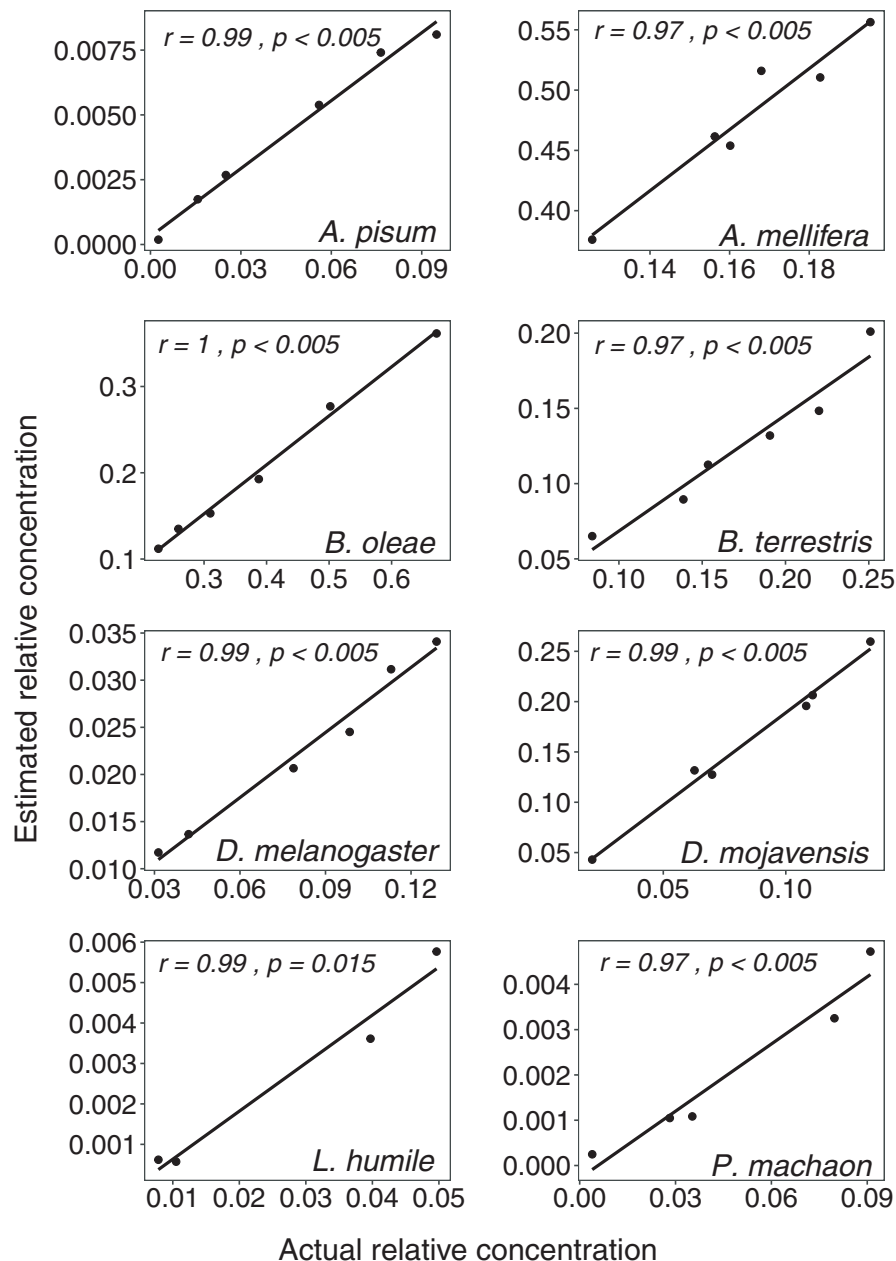 Estimated relative concentration
r = 0.99 , p < 0.005
0.0075
0.0050
0.0025
0.0000
A. pisum
0.00 0.03 0.06 0.09
r = 0.97 , p < 0.005
0.55
0.50
0.45
0.40
A. mellifera
0.14 0.16 0.18
r = 1 , p < 0.005
0.3
0.2
0.1
B. oleae
0.3 0.4 0.5 0.6
r = 0.97 , p < 0.005
0.20
0.15
0.10
0.05
B. terrestris
0.10 0.15 0.20 0.25
r = 0.99 , p < 0.005
0.035
0.030
0.025
0.020
0.015
0.010
D. melanogaster
0.03 0.06 0.09 0.12
r = 0.99 , p < 0.005
0.25
0.20
0.15
0.10
0.05
D. mojavensis
0.05 0.10
r = 0.99 , p = 0.015
0.006
0.005
0.004
0.003
0.002
0.001
L. humile
0.01 0.02 0.03 0.04 0.05
r = 0.97 , p < 0.005
0.004
0.003
0.002
0.001
0.000
P. machaon
0.00 0.03 0.06 0.09
Actual relative concentration